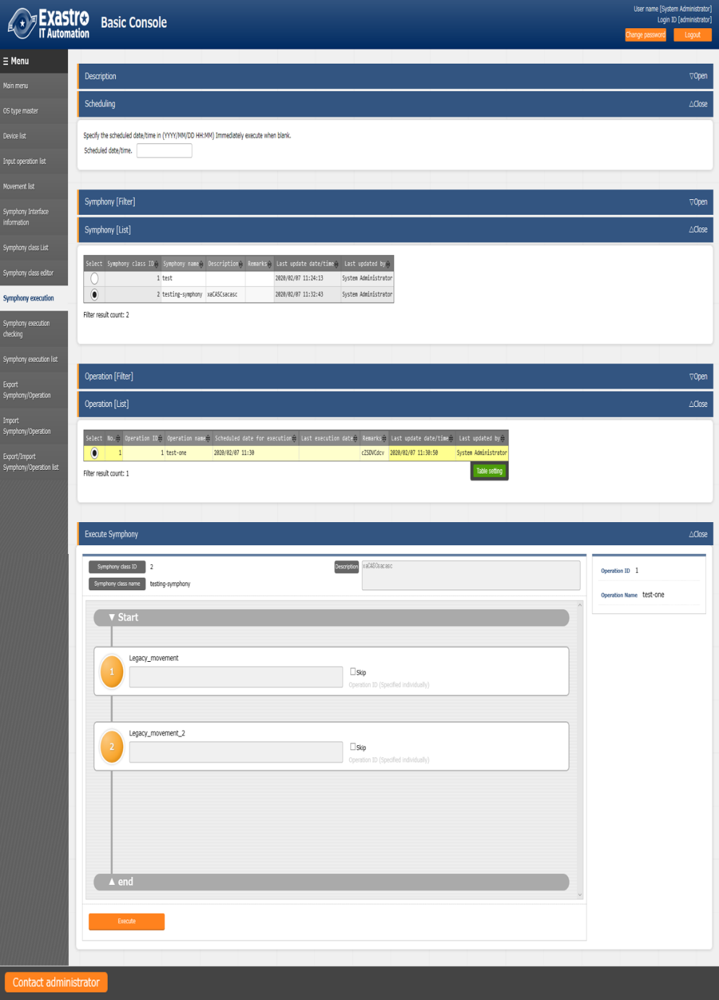 Exastro
IT Automation
Basic Console
User name [System Administrator]
Login ID [administrator]
Change password
Logout
Menu
Main menu
OS type master
Device list
Input operation list
Movement list
Symphony Interface
information
Symphony class List
Symphony class editor
Symphony execution
Symphony execution
checking
Symphony execution list
Export
Symphony/Operation
Import
Symphony/Operation
Export/Import
Symphony/Operation list
Description ▽Open
Scheduling △Close
Specify the scheduled date/time in (YYYY/MM/DD HH:MM) Immediately execute when blank.
Scheduled date/time.
Symphony [Filter] ▽Open
Symphony [List] △Close
Select Symphony class ID Symphony name Description Remarks Last update date/time Last updated by
1 test 2020/02/07 11:24:13 System Administrator
2 testing-symphony xaCASCsacasc 2020/02/07 11:32:43 System Administrator
Filter result count: 2
Operation [Filter] ▽Open
Operation [List] △Close
Select No. Operation ID Operation name Scheduled date for execution Last execution date Remarks Last update date/time Last updated by
1 1 test-one 2020/02/07 11:30 cZSDVCdcv 2020/02/07 11:30:50 System Administrator
Filter result count: 1
Table setting
Execute Symphony △Close
Symphony class ID 2
Description xaCASCsacasc
Symphony class name testing-symphony
Operation ID 1
Operation Name test-one
▼ Start
1
Legacy_movement
Skip
Operation ID (Specified individually)
2
Legacy_movement_2
Skip
Operation ID (Specified individually)
▲ end
Execute
Contact administrator